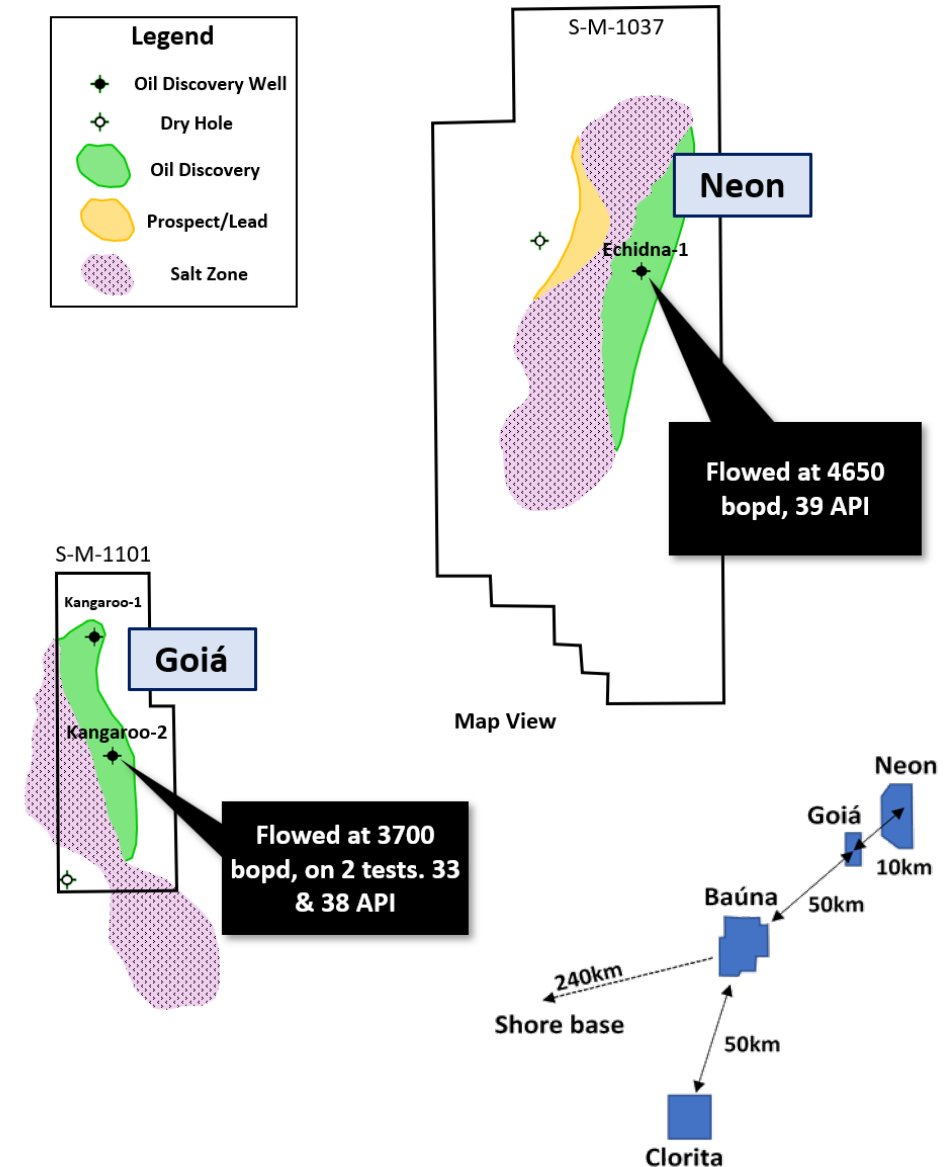 Legend
Oil Discovery Well
Dry Hole
Oil Discovery
Prospect/Lead
Salt Zone
S-M-1037
Neon
Echidna-1
Flowed at 4650
bopd, 39 API
S-M-1101
Kangaroo-1
Goiá
Kangaroo-2
Flowed at 3700
bopd, on 2 tests. 33
& 38 API
Map View
Neon
Goiá
10km
50km
Baúna
240km
Shore base
50km
Clorita